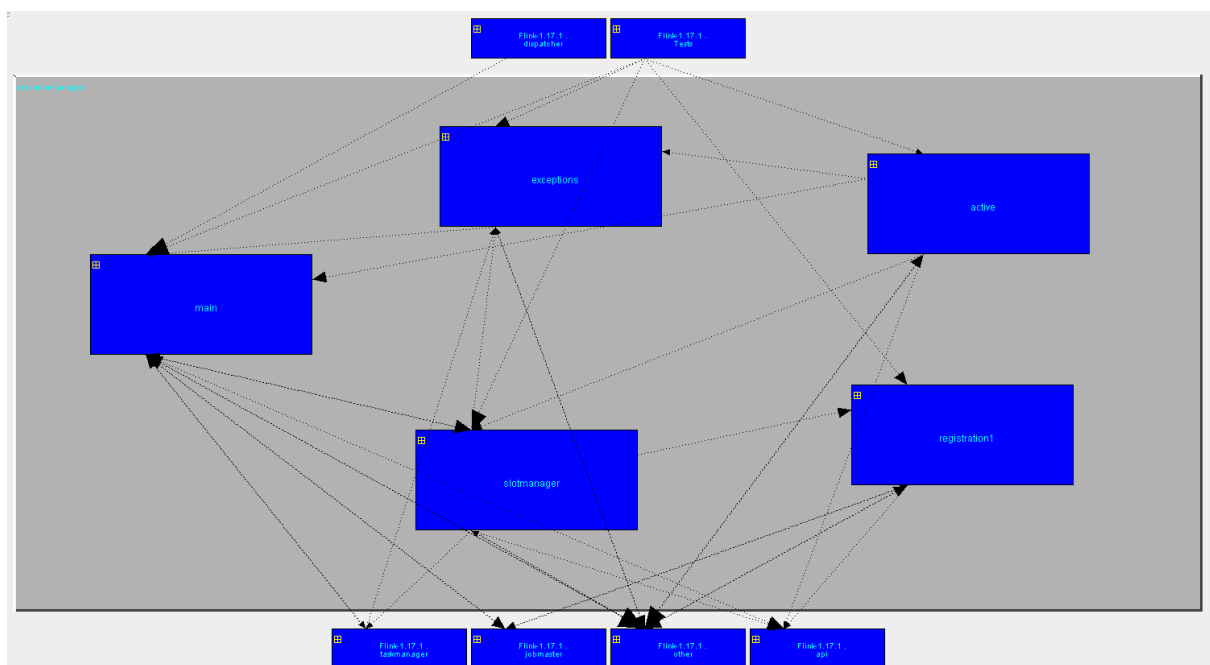 Flink-1.17.1 .
dispatcher
Flink-1.17.1 .
Tests
exceptions
active
main
registration1
slotmanager
Flink-1.17.1 .
taskmanager
Flink-1.17.1 .
jobmaster
Flink-1.17.1 .
other
Flink-1.17.1 .
api